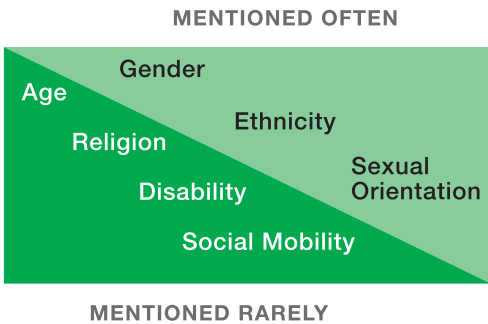 MENTIONED OFTEN
Gender
Age
Ethnicity
Religion
Sexual
Orientation
Disability
Social Mobility
MENTIONED RARELY